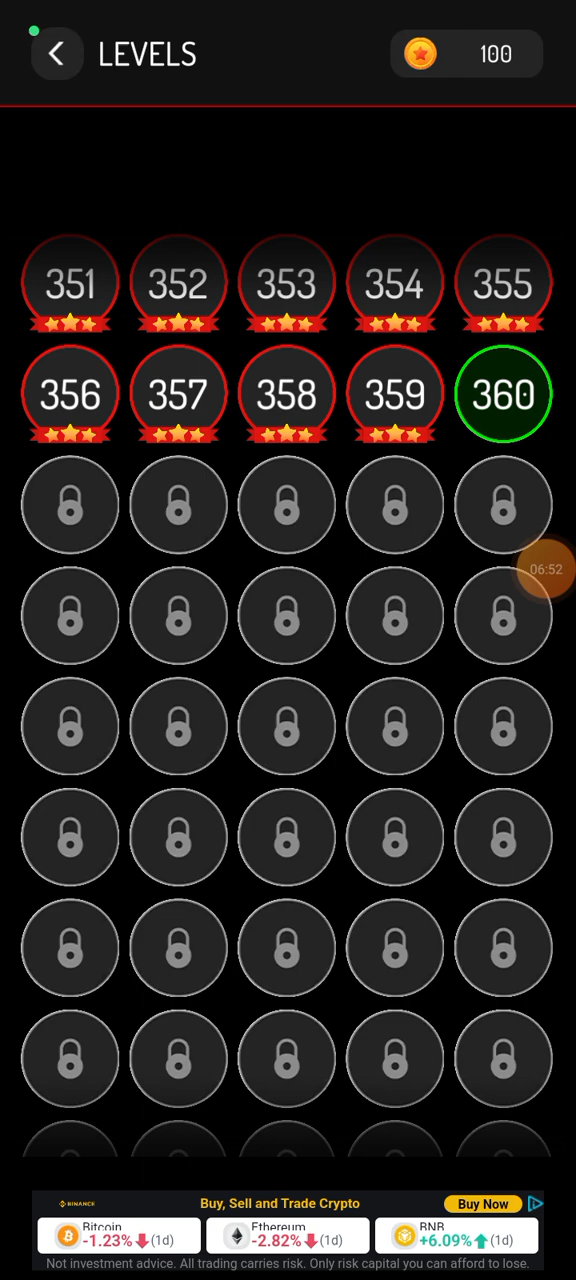 LEVELS
100
351 352 353 354 355
356 357 358 359 360
06:52
BINANCE Buy, Sell and Trade Crypto Buy Now
Bitcoin Ethereum BNB
-1.23% (1d) -2.82% (1d) +6.09% (1d)
Not investment advice. All trading carries risk. Only risk capital you can afford to lose.